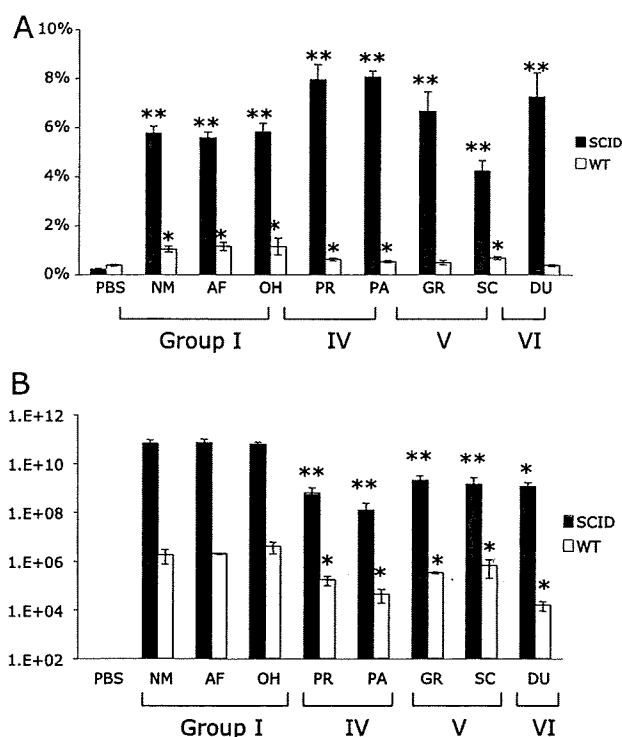 A
10%
8%
6%
4%
2%
0%
** ** ** ** ** ** ** **
* * * * * *
SCID
WT
PBS NM AF OH PR PA GR SC DU
Group I IV V VI
B
1.E+12
1.E+10
1.E+08
1.E+06
1.E+04
1.E+02
** ** ** ** *
* * * * *
SCID
WT
PBS NM AF OH PR PA GR SC DU
Group I IV V VI